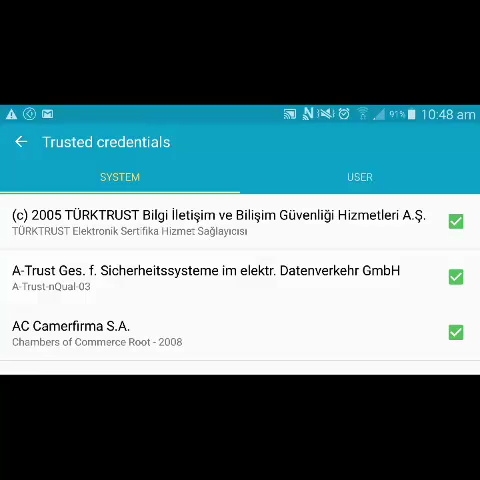 91% 10:48 am
Trusted credentials
SYSTEM USER
(c) 2005 TÜRKTRUST Bilgi İletişim ve Bilişim Güvenliği Hizmetleri A.Ş.
TÜRKTRUST Elektronik Sertifika Hizmet Sağlayıcısı
A-Trust Ges. f. Sicherheitssysteme im elektr. Datenverkehr GmbH
A-Trust-nQual-03
AC Camerfirma S.A.
Chambers of Commerce Root - 2008